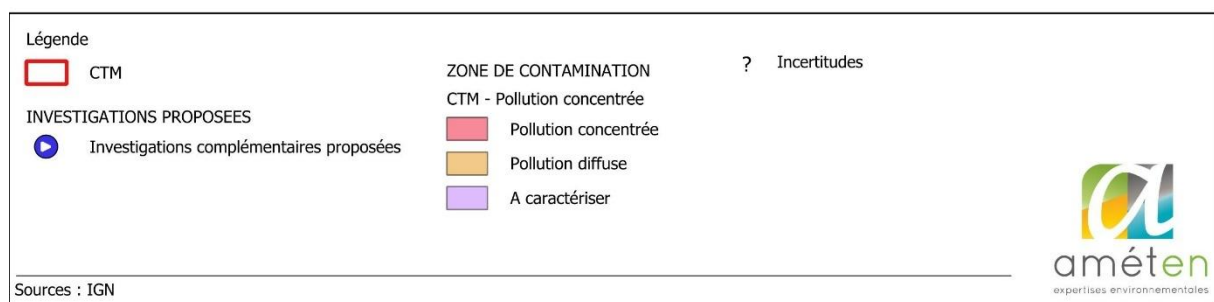 Légende
CTM
INVESTIGATIONS PROPOSEES
Investigations complémentaires proposées
ZONE DE CONTAMINATION
CTM - Pollution concentrée
Pollution concentrée
Pollution diffuse
A caractériser
? Incertitudes
a
améten
expertises environnementales
Sources : IGN